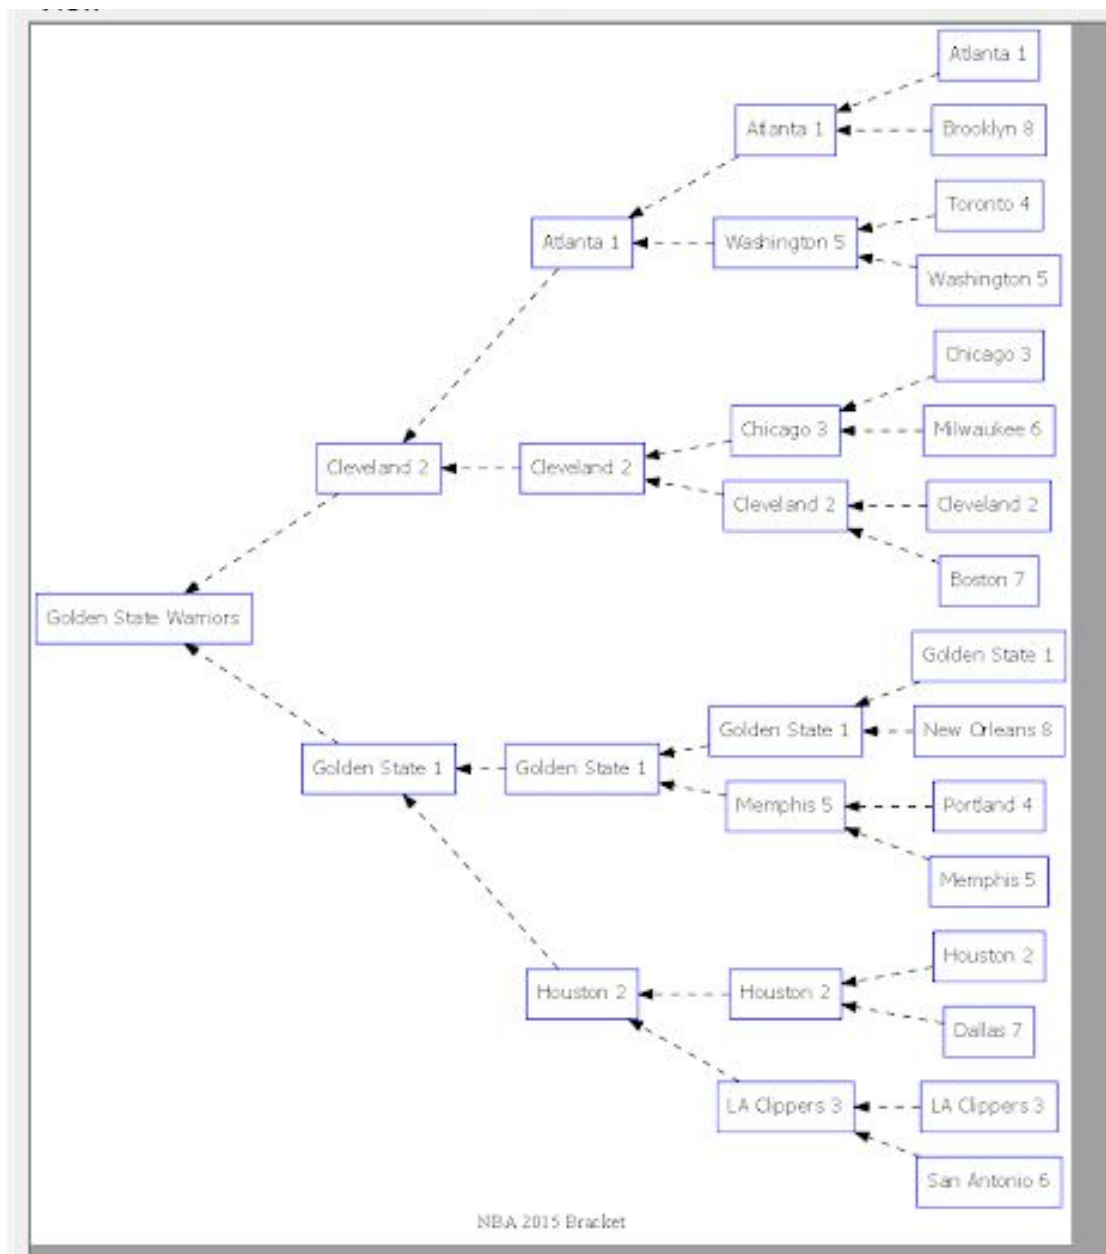 Atlanta 1
Atlanta 1
Brooklyn 8
Toronto 4
Atlanta 1
Washington 5
Washington 5
Chicago 3
Chicago 3
Milwaukee 6
Cleveland 2
Cleveland 2
Cleveland 2
Cleveland 2
Boston 7
Golden State Warriors
Golden State 1
Golden State 1
New Orleans 8
Golden State 1
Golden State 1
Memphis 5
Portland 4
Memphis 5
Houston 2
Houston 2
Houston 2
Dallas 7
LA Clippers 3
LA Clippers 3
San Antonio 6
NBA 2015 Bracket